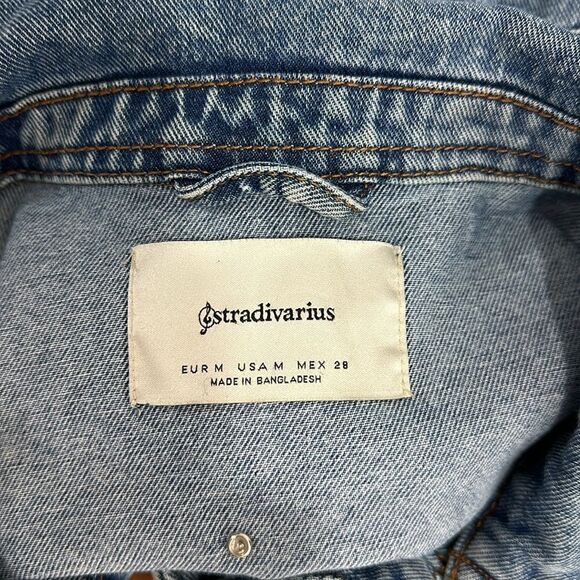 stradivarius
EUR M USA M MEX 28
MADE IN BANGLADESH